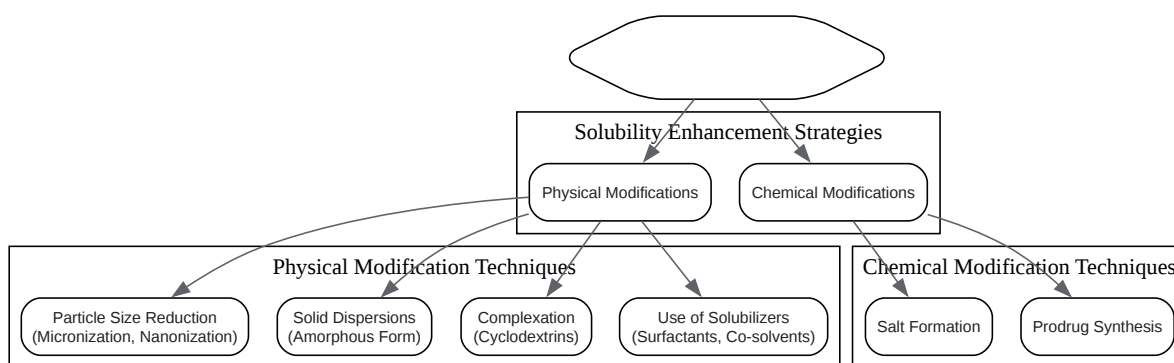 Solubility Enhancement Strategies
Physical Modifications
Chemical Modifications
Physical Modification Techniques
Chemical Modification Techniques
Particle Size Reduction
(Micronization, Nanonization)
Solid Dispersions
(Amorphous Form)
Complexation
(Cyclodextrins)
Use of Solubilizers
(Surfactants, Co-solvents)
Salt Formation
Prodrug Synthesis